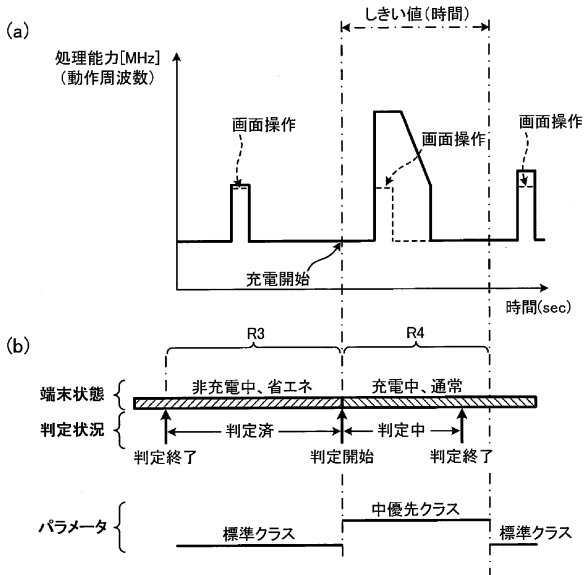 (a)
しきい値(時間)
処理能力[MHz]
(動作周波数)
画面操作
画面操作
画面操作
充電開始
時間(sec)
(b)
R3
R4
端末状態
非充電中、省エネ
充電中、通常
判定状況
判定済
判定中
判定終了
判定開始
判定終了
パラメータ
標準クラス
中優先クラス
標準クラス